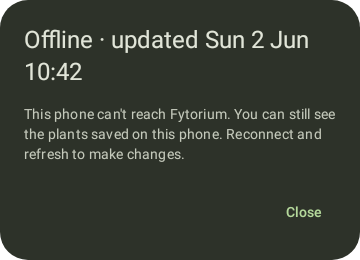 Offline · updated Sun 2 Jun
10:42
This phone can't reach Fytorium. You can still see
the plants saved on this phone. Reconnect and
refresh to make changes.
Close